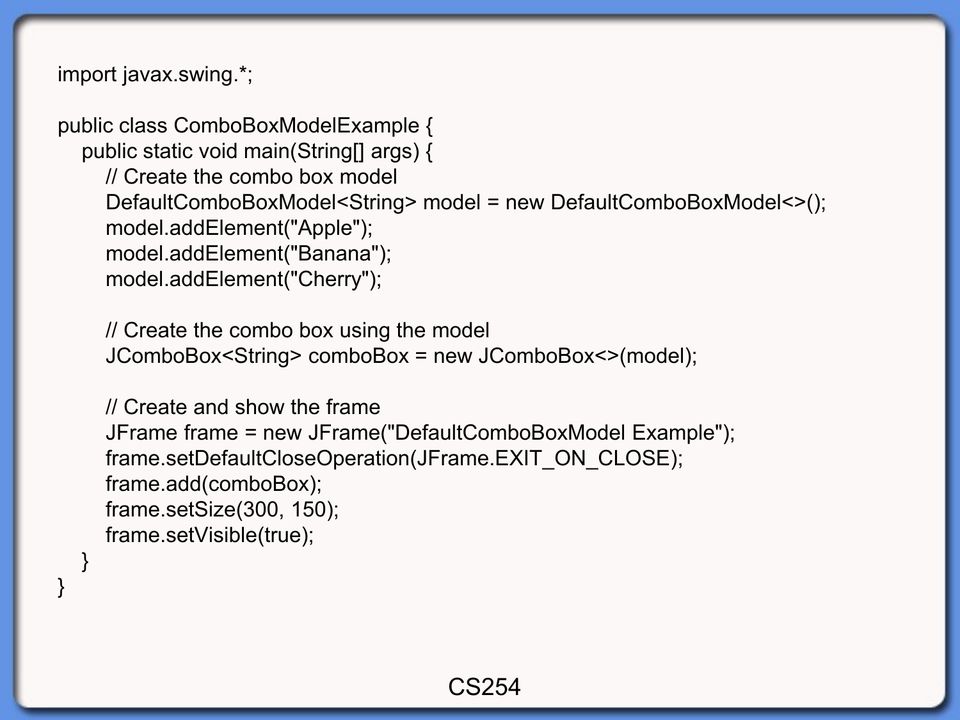 import javax.swing.*;

public class ComboBoxModelExample {
    public static void main(String[] args) {
        // Create the combo box model
        DefaultComboBoxModel<String> model = new DefaultComboBoxModel<>();
        model.addElement("Apple");
        model.addElement("Banana");
        model.addElement("Cherry");

        // Create the combo box using the model
        JComboBox<String> comboBox = new JComboBox<>(model);

        // Create and show the frame
        JFrame frame = new JFrame("DefaultComboBoxModel Example");
        frame.setDefaultCloseOperation(JFrame.EXIT_ON_CLOSE);
        frame.add(comboBox);
        frame.setSize(300, 150);
        frame.setVisible(true);
    }
}

CS254